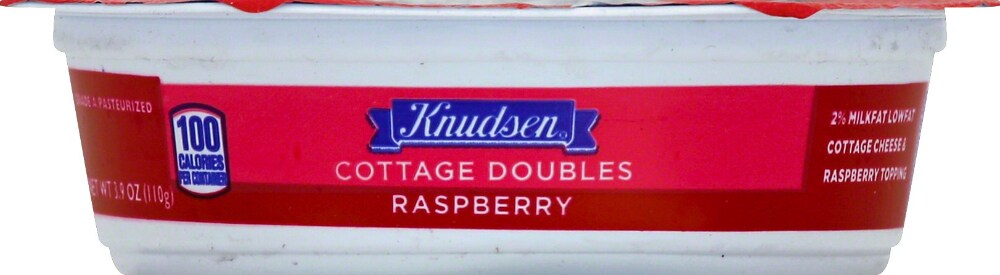 GRADE A PASTEURIZED
100
CALORIES
PER CONTAINER
NET WT 3.9 OZ (110g)
Knudsen®
COTTAGE DOUBLES
RASPBERRY
2% MILKFAT LOWFAT
COTTAGE CHEESE &
RASPBERRY TOPPING